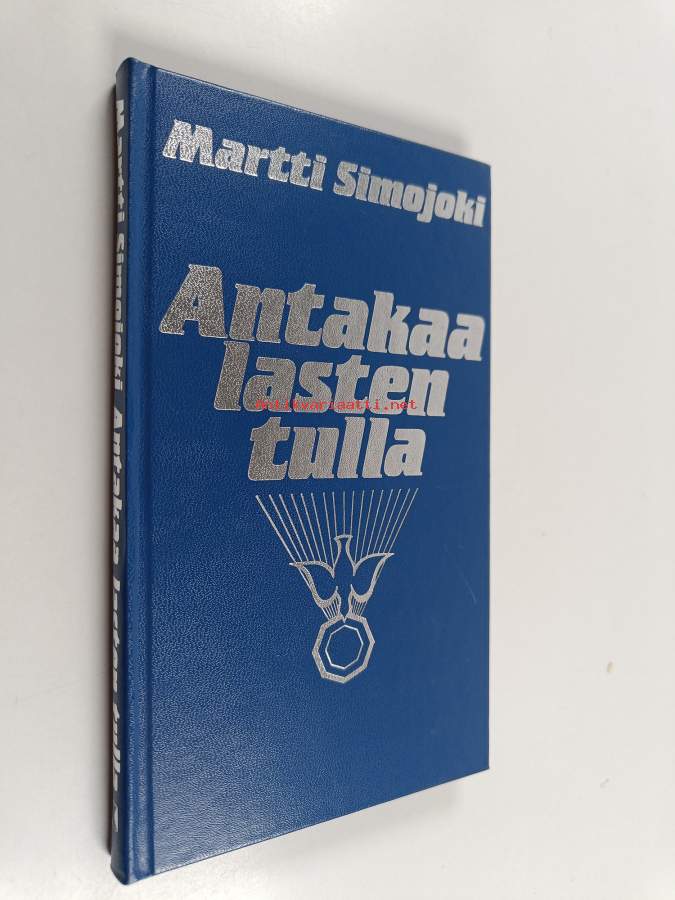 Martti Simojoki
Antakaa
lasten
antikvariaatti.net
tulla
Martti Simojoki Antakaa lasten tulla